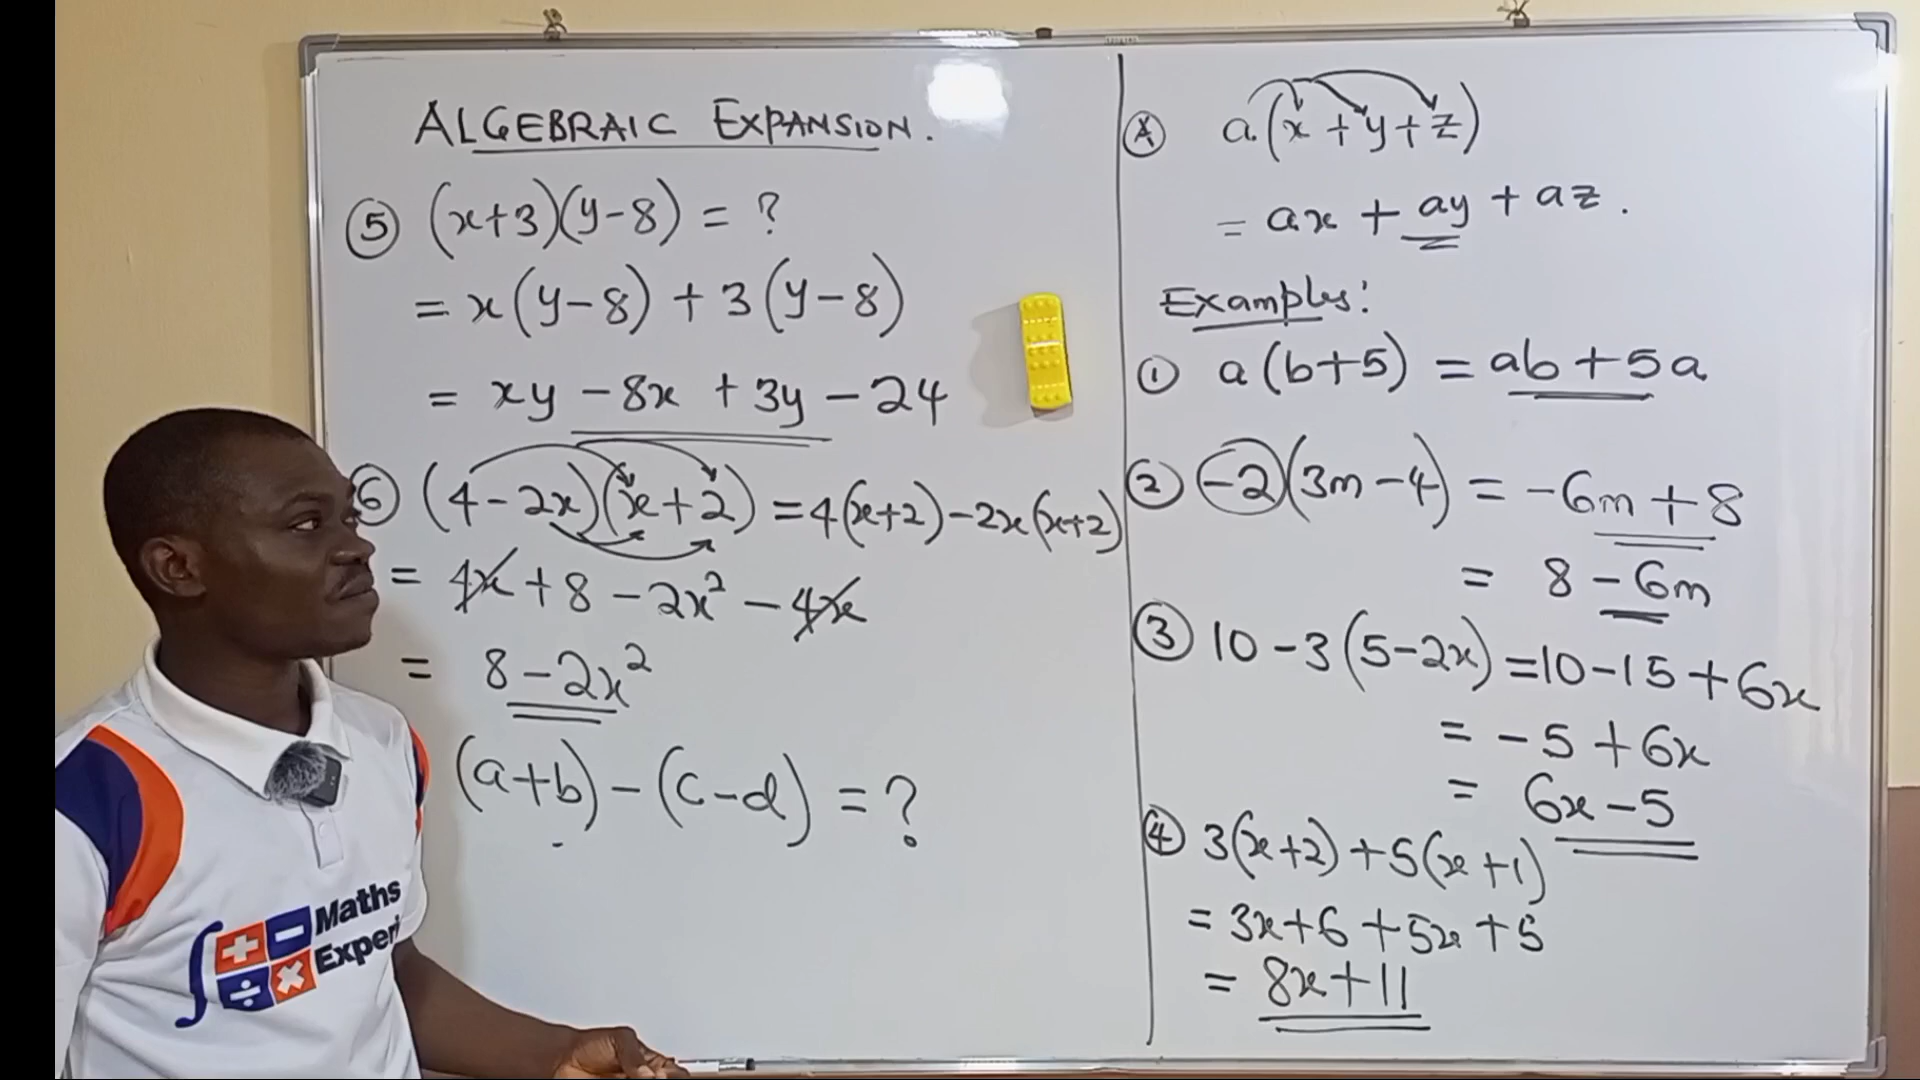 ALGEBRAIC EXPANSION.
⑤ (x+3)(y-8) = ?
= x(y-8) + 3(y-8)
= xy - 8x + 3y - 24
⑥ (4-2x)(x+2) = 4(x+2) - 2x(x+2)
= 4x + 8 - 2x² - 4x
= 8 - 2x²
(a+b) - (c-d) = ?
Ⓐ a(x+y+z)
= ax + ay + az.
Examples:
① a(b+5) = ab + 5a
② -2(3m-4) = -6m + 8
= 8 - 6m
③ 10 - 3(5-2x) = 10 - 15 + 6x
= -5 + 6x
= 6x - 5
④ 3(x+2) + 5(x+1)
= 3x + 6 + 5x + 5
= 8x + 11
∫ + - Maths
÷ × Experi